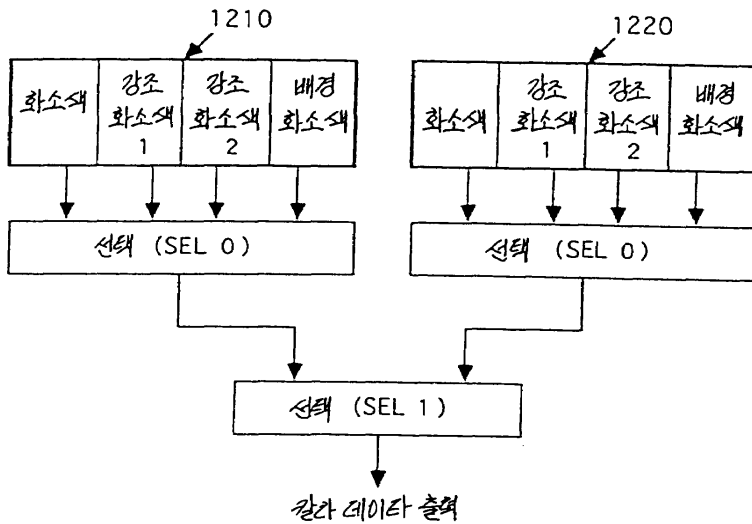 1210
1220
화소색
강조
화소색
1
강조
화소색
2
배경
화소색
화소색
강조
화소색
1
강조
화소색
2
배경
화소색
선택 (SEL 0)
선택 (SEL 0)
선택 (SEL 1)
칼라 데이타 출력